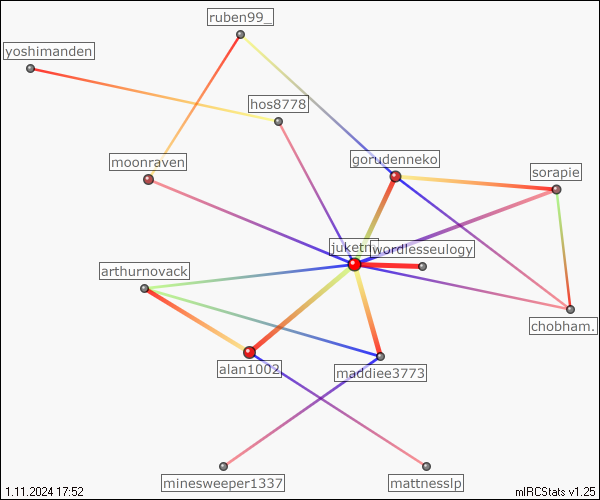 ruben99_
yoshimanden
hos8778
moonraven
gorudenneko
sorapie
wordlesseulogy
arthurnovack
chobham.
alan1002
maddiee3773
minesweeper1337
mattnesslp
1.11.2024 17:52
mIRCStats v1.25